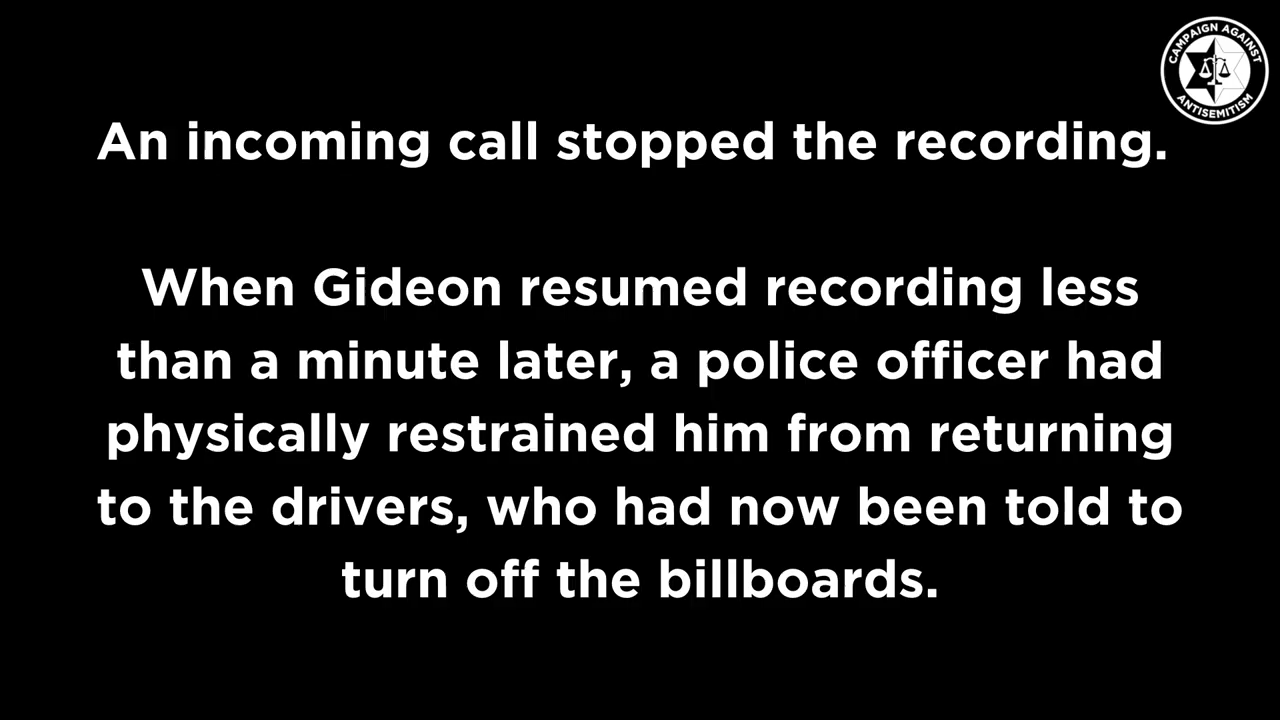 CAMPAIGN AGAINST
ANTISEMITISM
An incoming call stopped the recording.
When Gideon resumed recording less
than a minute later, a police officer had
physically restrained him from returning
to the drivers, who had now been told to
turn off the billboards.